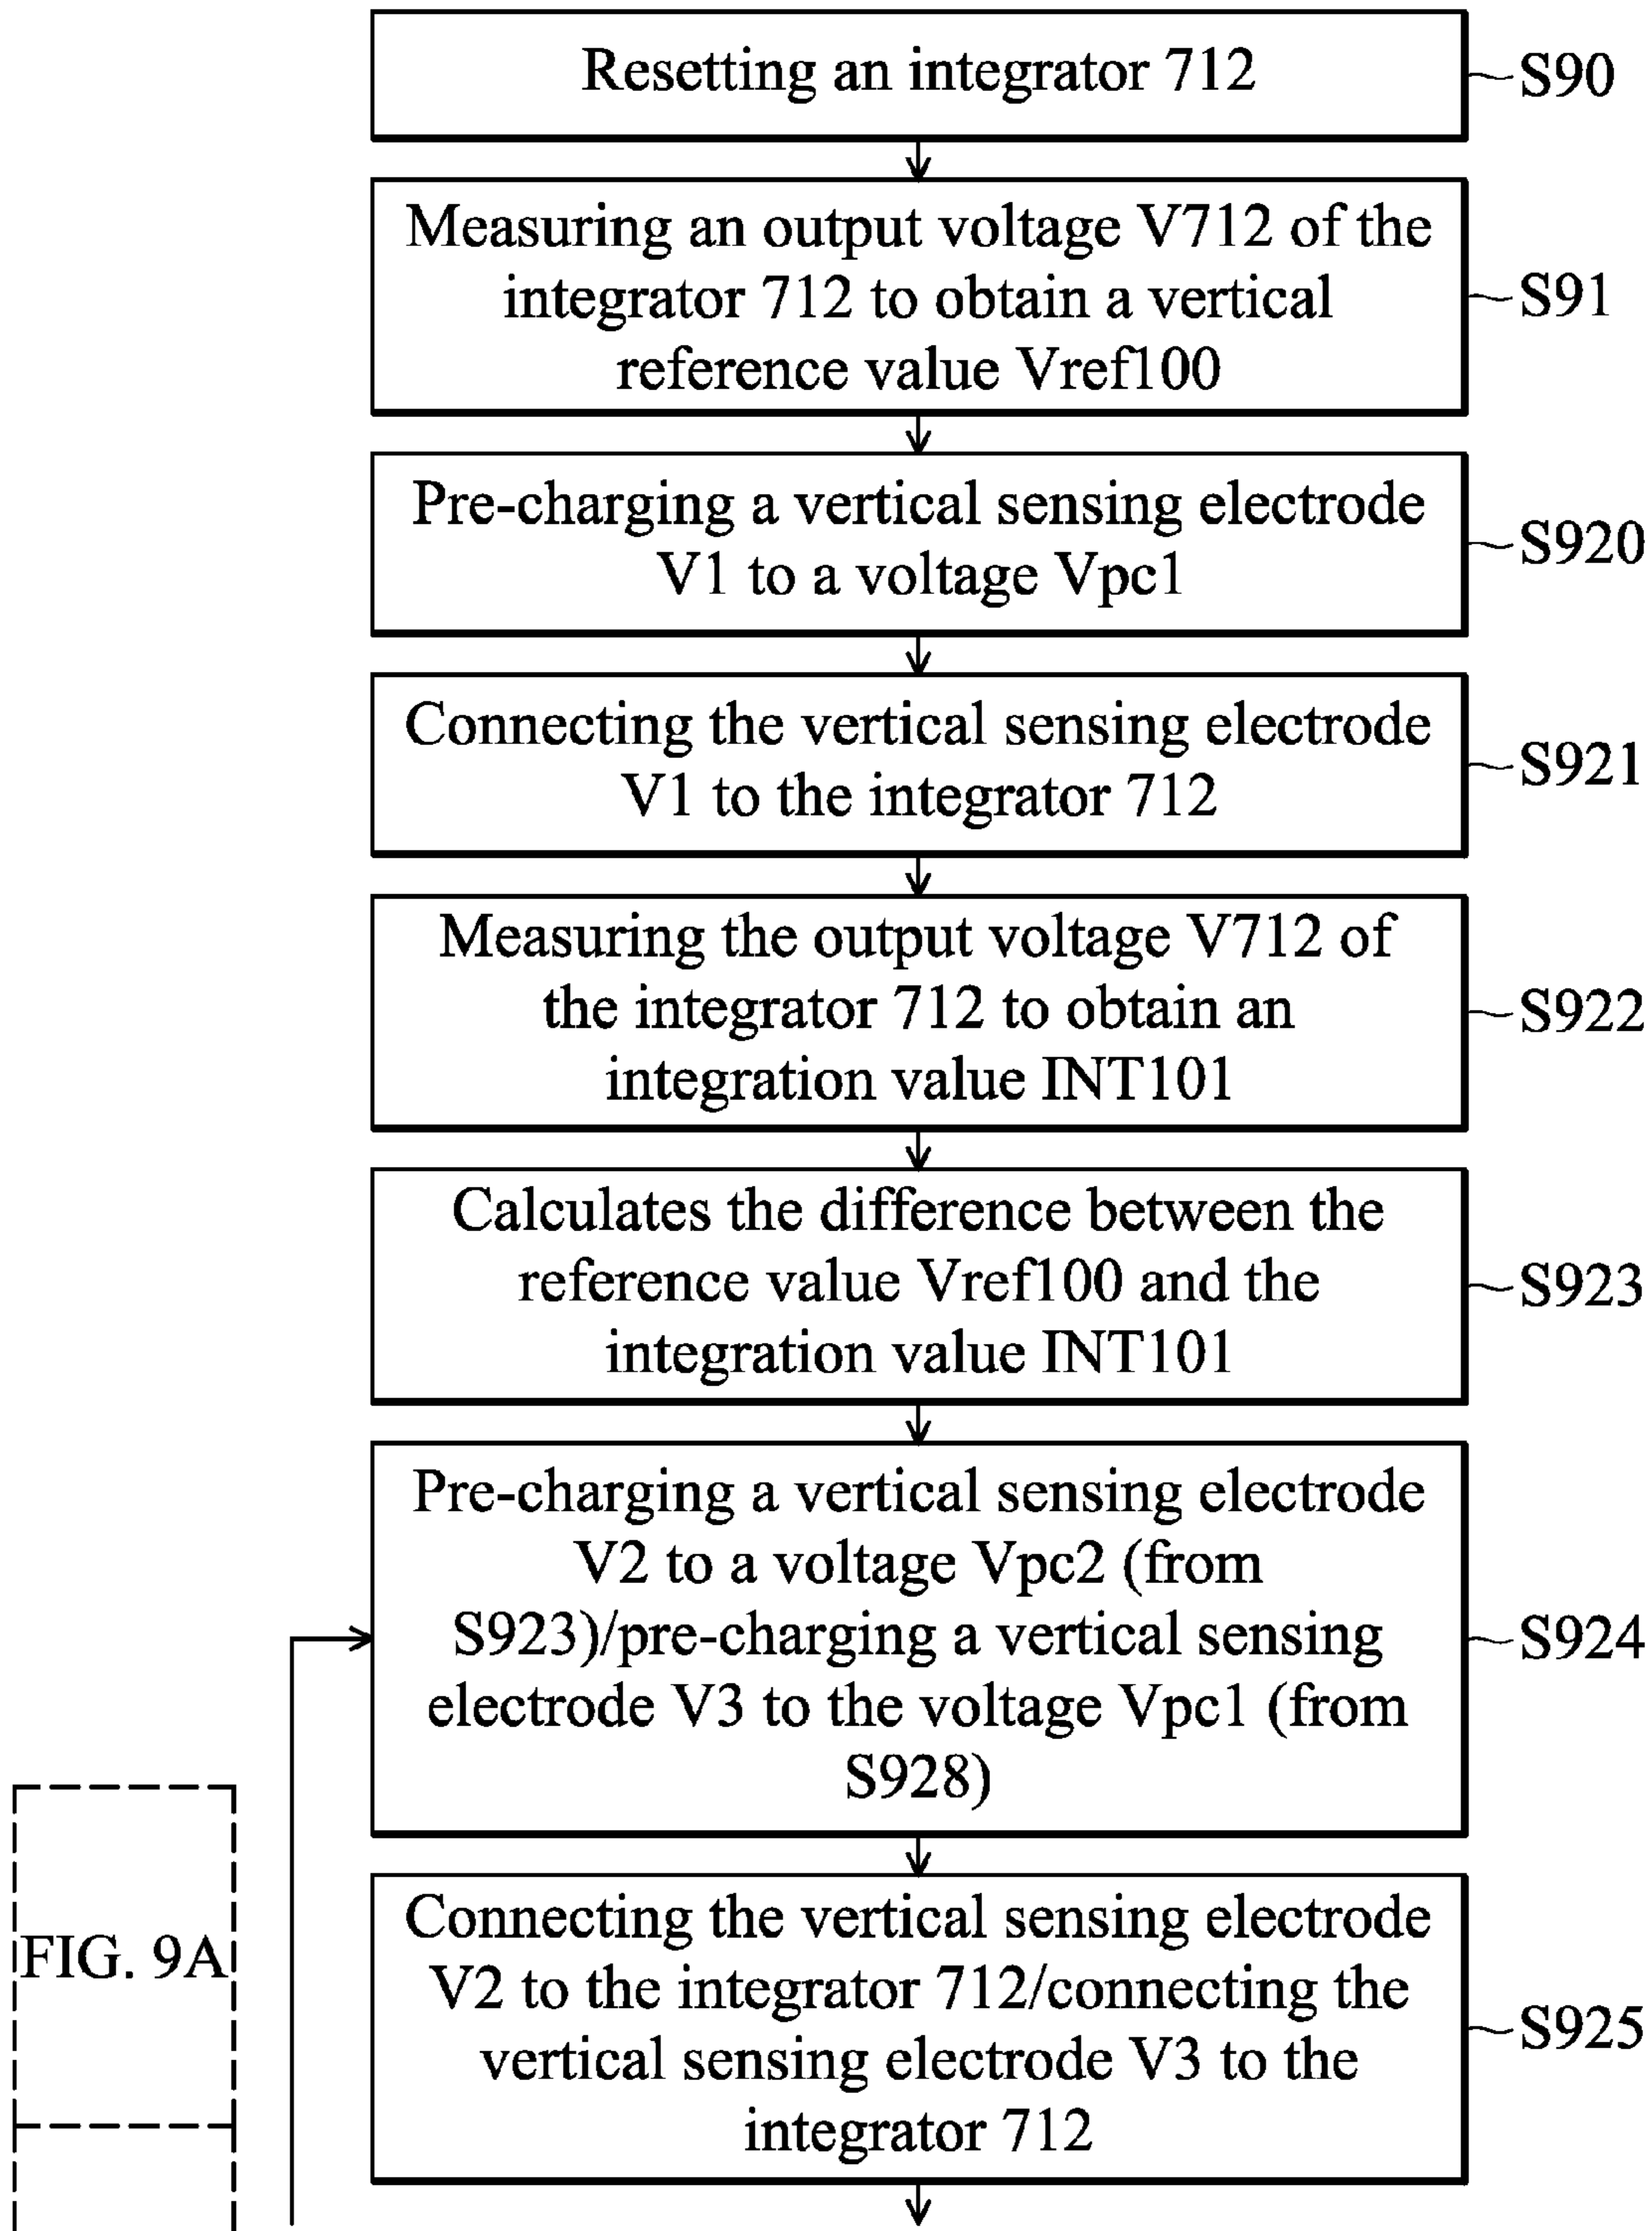 Resetting an integrator 712
S90
Measuring an output voltage V712 of the
integrator 712 to obtain a vertical
reference value Vref100
S91
Pre-charging a vertical sensing electrode
V1 to a voltage Vpc1
S920
Connecting the vertical sensing electrode
V1 to the integrator 712
S921
Measuring the output voltage V712 of
the integrator 712 to obtain an
integration value INT101
S922
Calculates the difference between the
reference value Vref100 and the
integration value INT101
S923
Pre-charging a vertical sensing electrode
V2 to a voltage Vpc2 (from
S923)/pre-charging a vertical sensing
electrode V3 to the voltage Vpc1 (from
S928)
S924
Connecting the vertical sensing electrode
V2 to the integrator 712/connecting the
vertical sensing electrode V3 to the
integrator 712
S925
FIG. 9A